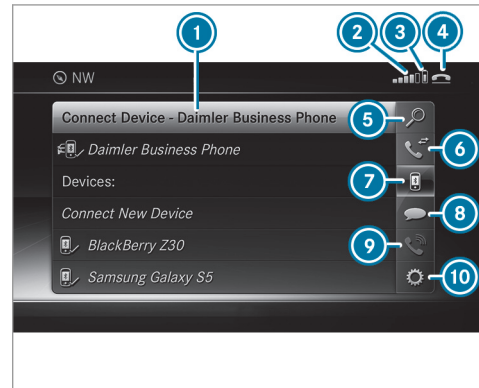 1
2
3
4
NW
Connect Device - Daimler Business Phone
5
Daimler Business Phone
6
Devices:
7
Connect New Device
8
BlackBerry Z30
9
Samsung Galaxy S5
10